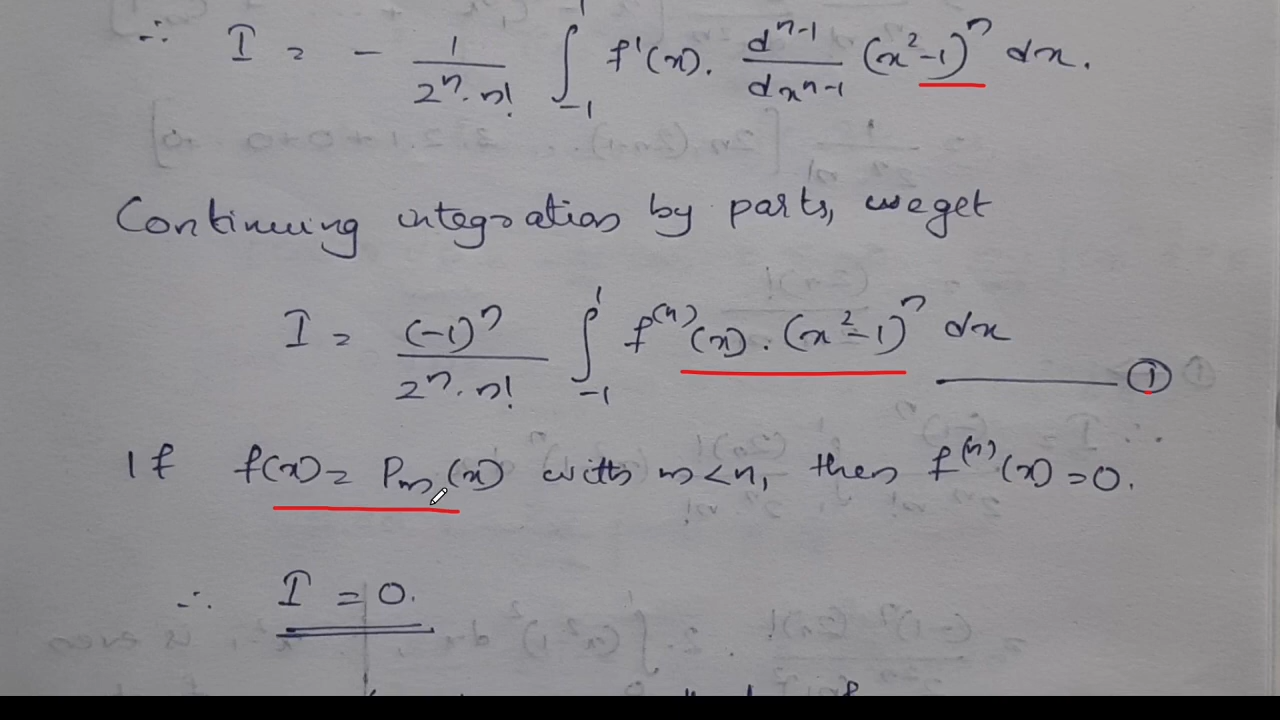 ∴ I = - 1/(2ⁿ·n!) ∫₋₁¹ f'(x). dⁿ⁻¹/dxⁿ⁻¹ (x²-1)ⁿ dx.
Continuing integration by parts, we get
I = (-1)ⁿ/(2ⁿ·n!) ∫₋₁¹ f⁽ⁿ⁾(x). (x²-1)ⁿ dx ——— ①
If f(x) = Pₘ(x) with m<n, then f⁽ⁿ⁾(x) = 0.
∴ I = 0.